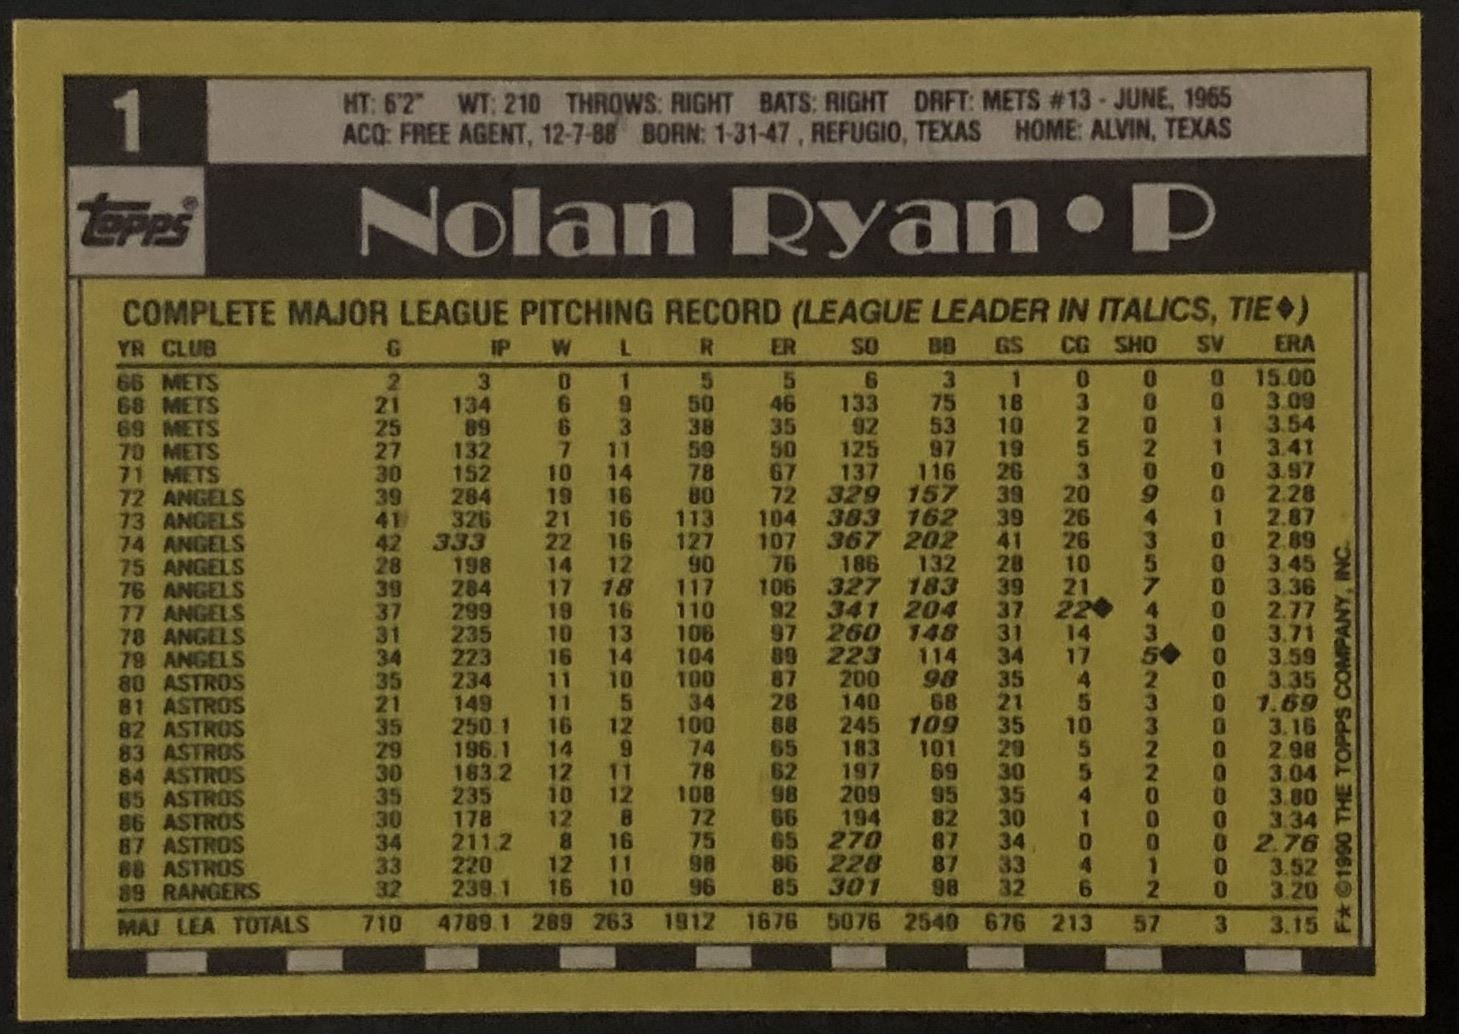 1
HT: 6'2" WT: 210 THROWS: RIGHT BATS: RIGHT DRFT: METS #13 - JUNE, 1965
ACQ: FREE AGENT, 12-7-88 BORN: 1-31-47 , REFUGIO, TEXAS HOME: ALVIN, TEXAS
topps®
Nolan Ryan • P
COMPLETE MAJOR LEAGUE PITCHING RECORD (LEAGUE LEADER IN ITALICS, TIE◆)
YR CLUB G IP W L R ER SO BB GS CG SHO SV ERA
66 METS 2 3 0 1 5 5 6 3 1 0 0 0 15.00
68 METS 21 134 6 9 50 46 133 75 18 3 0 0 3.09
69 METS 25 89 6 3 38 35 92 53 10 2 0 1 3.54
70 METS 27 132 7 11 59 50 125 97 19 5 2 1 3.41
71 METS 30 152 10 14 78 67 137 116 26 3 0 0 3.97
72 ANGELS 39 284 19 16 80 72 329 157 39 20 9 0 2.28
73 ANGELS 41 326 21 16 113 104 383 162 39 26 4 1 2.87
74 ANGELS 42 333 22 16 127 107 367 202 41 26 3 0 2.89
75 ANGELS 28 198 14 12 90 76 186 132 28 10 5 0 3.45
76 ANGELS 39 284 17 18 117 106 327 183 39 21 7 0 3.36
77 ANGELS 37 299 19 16 110 92 341 204 37 22◆ 4 0 2.77
78 ANGELS 31 235 10 13 106 97 260 148 31 14 3 0 3.71
79 ANGELS 34 223 16 14 104 89 223 114 34 17 5◆ 0 3.59
80 ASTROS 35 234 11 10 100 87 200 98 35 4 2 0 3.35
81 ASTROS 21 149 11 5 34 28 140 68 21 5 3 0 1.69
82 ASTROS 35 250.1 16 12 100 88 245 109 35 10 3 0 3.16
83 ASTROS 29 196.1 14 9 74 65 183 101 29 5 2 0 2.98
84 ASTROS 30 183.2 12 11 78 62 197 69 30 5 2 0 3.04
85 ASTROS 35 235 10 12 108 98 209 95 35 4 0 0 3.80
86 ASTROS 30 178 12 8 72 66 194 82 30 1 0 0 3.34
87 ASTROS 34 211.2 8 16 75 65 270 87 34 0 0 0 2.76
88 ASTROS 33 220 12 11 98 86 228 87 33 4 1 0 3.52
89 RANGERS 32 239.1 16 10 96 85 301 98 32 6 2 0 3.20
MAJ LEA TOTALS 710 4789.1 289 263 1912 1676 5076 2540 676 213 57 3 3.15
F★ ©1990 THE TOPPS COMPANY, INC.